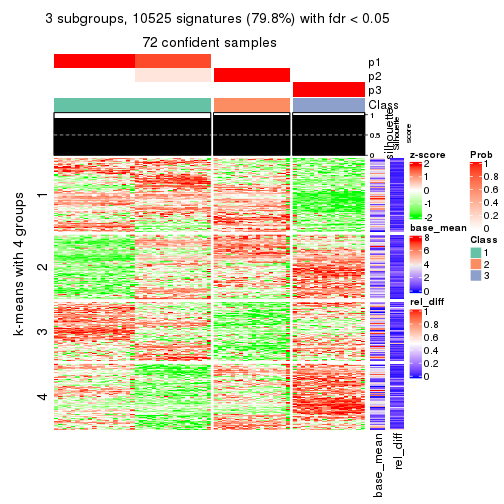 3 subgroups, 10525 signatures (79.8%) with fdr < 0.05
72 confident samples
p1
p2
p3
Class
1
0.5
0
silhouette
Silhouette
score
k-means with 4 groups
1
2
3
4
base_mean
rel_diff
z-score
2
1
0
-1
-2
base_mean
8
6
4
2
0
rel_diff
1
0.8
0.6
0.4
0.2
0
Prob
1
0.8
0.6
0.4
0.2
0
Class
1
2
3